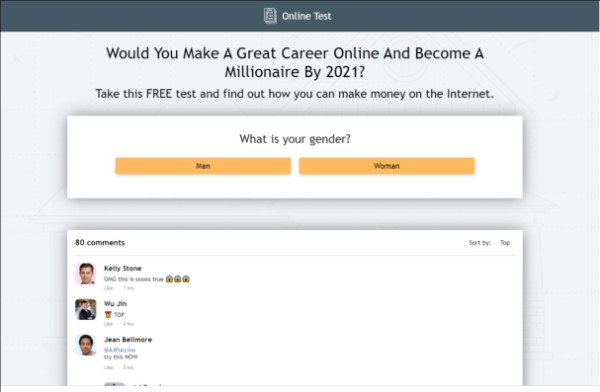 Online Test
Would You Make A Great Career Online And Become A
Millionaire By 2021?
Take this FREE test and find out how you can make money on the Internet.
What is your gender?
Man Woman
80 comments Sort by: Top
Kelly Stone
OMG this is soooo true 😱😱😱
Like 1 hrs
Wu Jin
TOP
Like 4 hrs
Jean Bellmore
@AJPuccino
try this NOW
Like 5 hrs